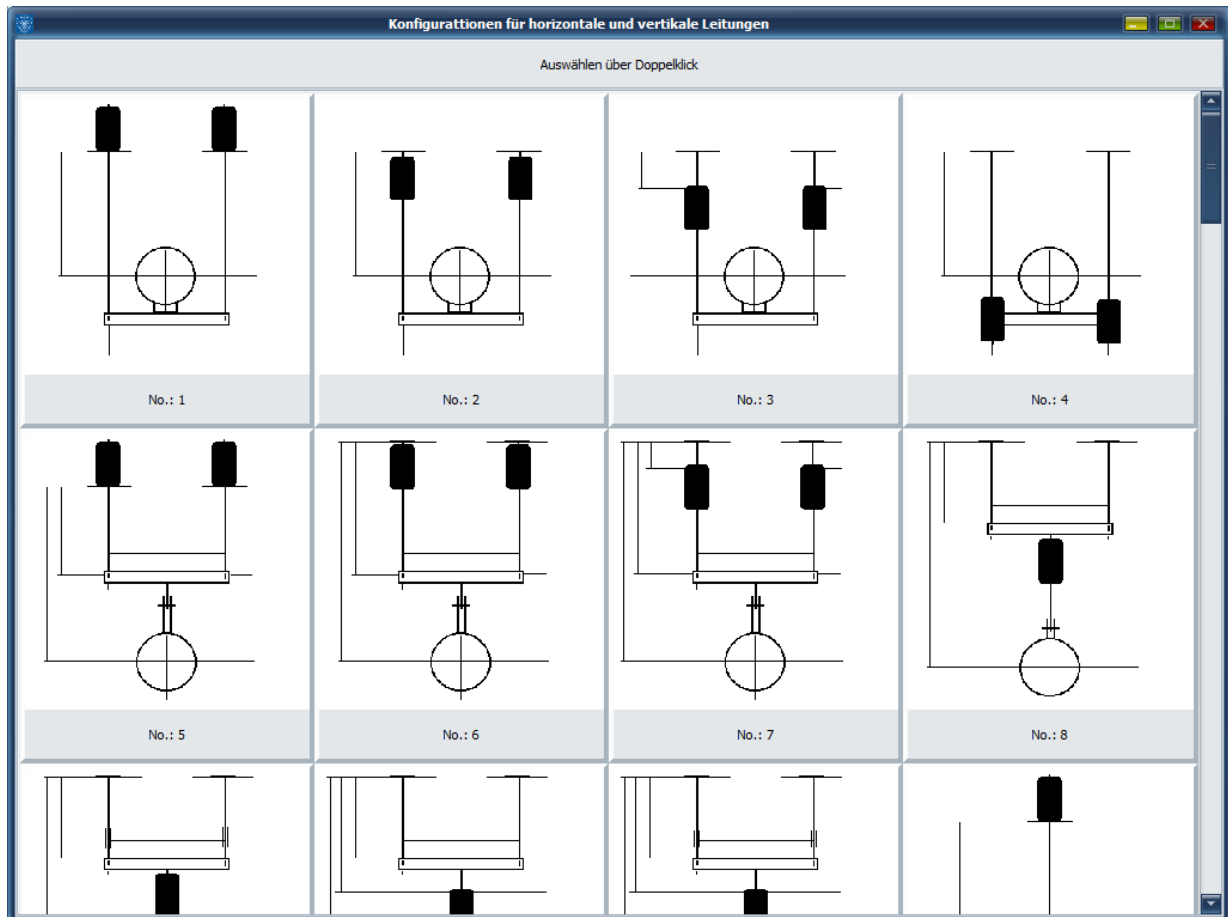 Konfigurattionen für horizontale und vertikale Leitungen
Auswählen über Doppelklick
No.: 1
No.: 2
No.: 3
No.: 4
No.: 5
No.: 6
No.: 7
No.: 8